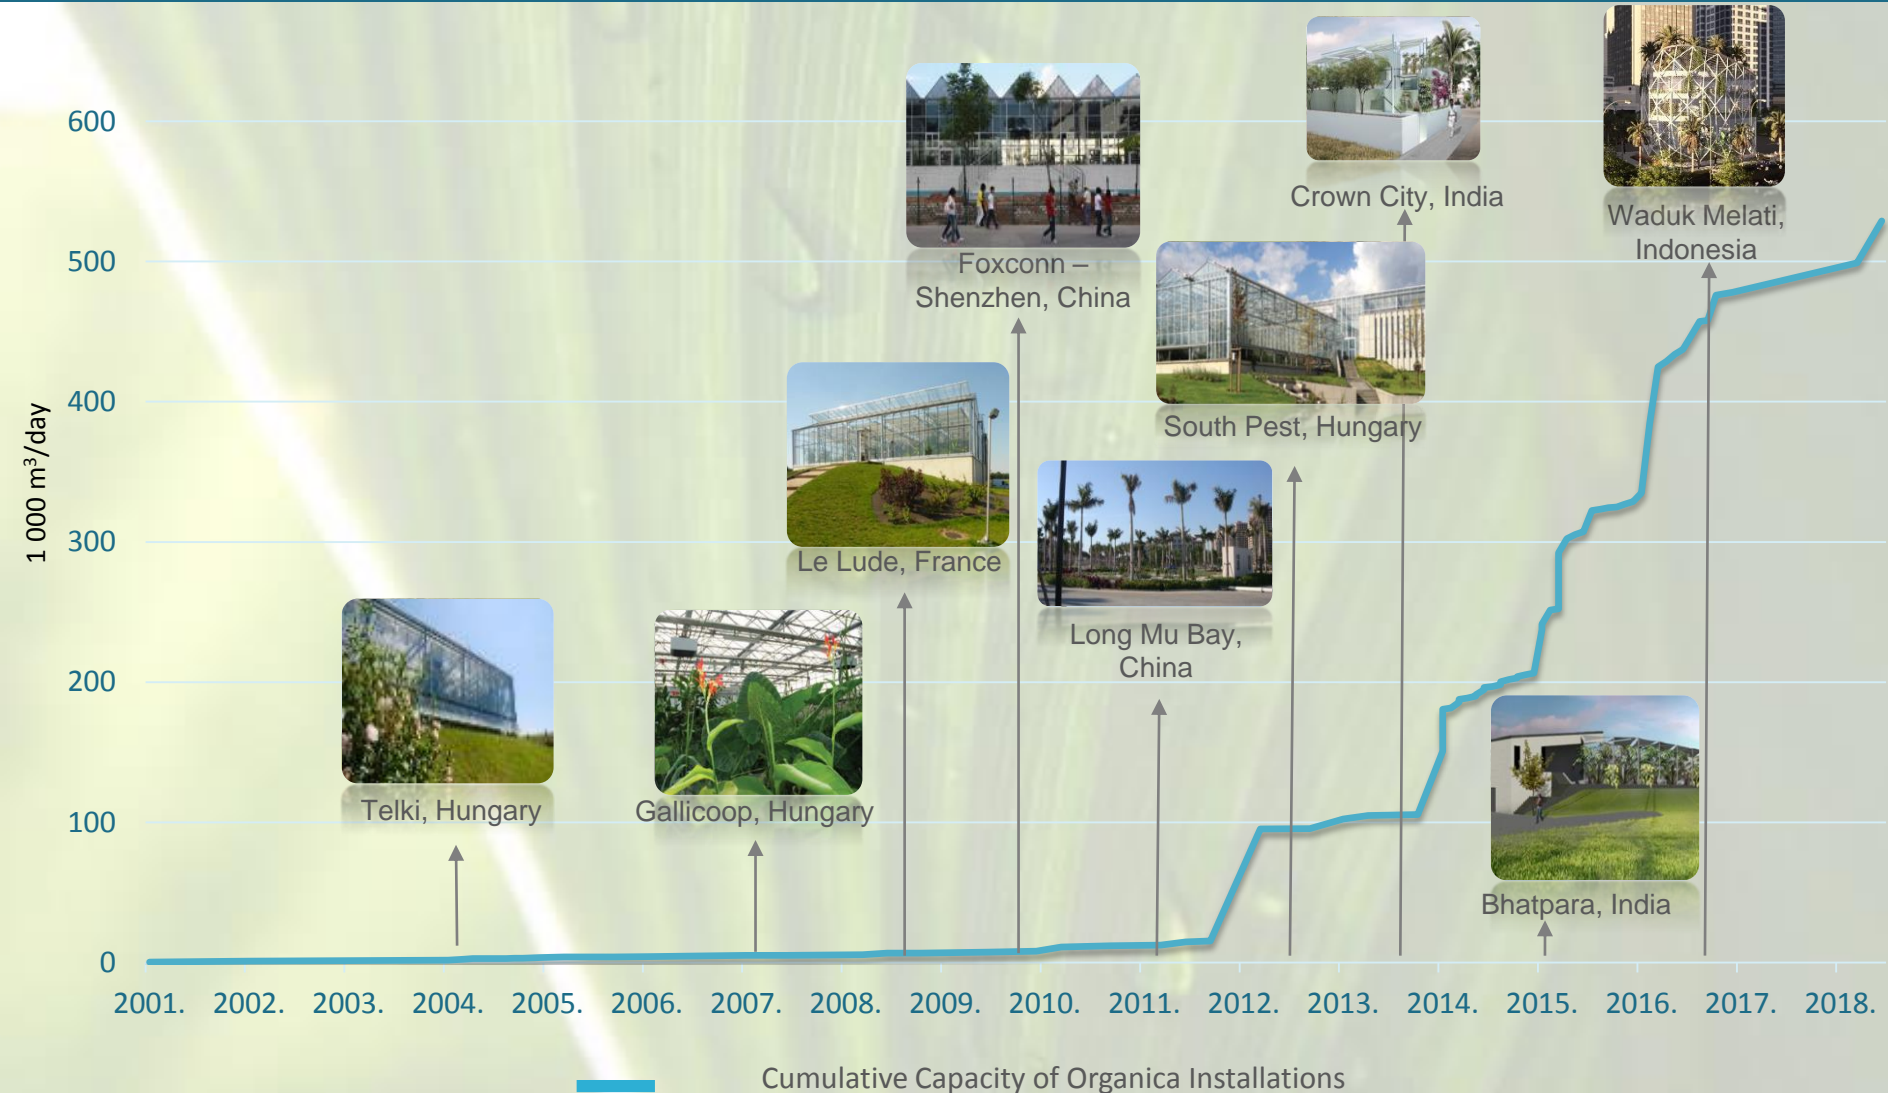 600
500
400
300
200
100
0
1 000 m³/day
Crown City, India
Waduk Melati,
Indonesia
Foxconn –
Shenzhen, China
South Pest, Hungary
Le Lude, France
Long Mu Bay,
China
Telki, Hungary
Gallicoop, Hungary
Bhatpara, India
2001. 2002. 2003. 2004. 2005. 2006. 2007. 2008. 2009. 2010. 2011. 2012. 2013. 2014. 2015. 2016. 2017. 2018.
Cumulative Capacity of Organica Installations